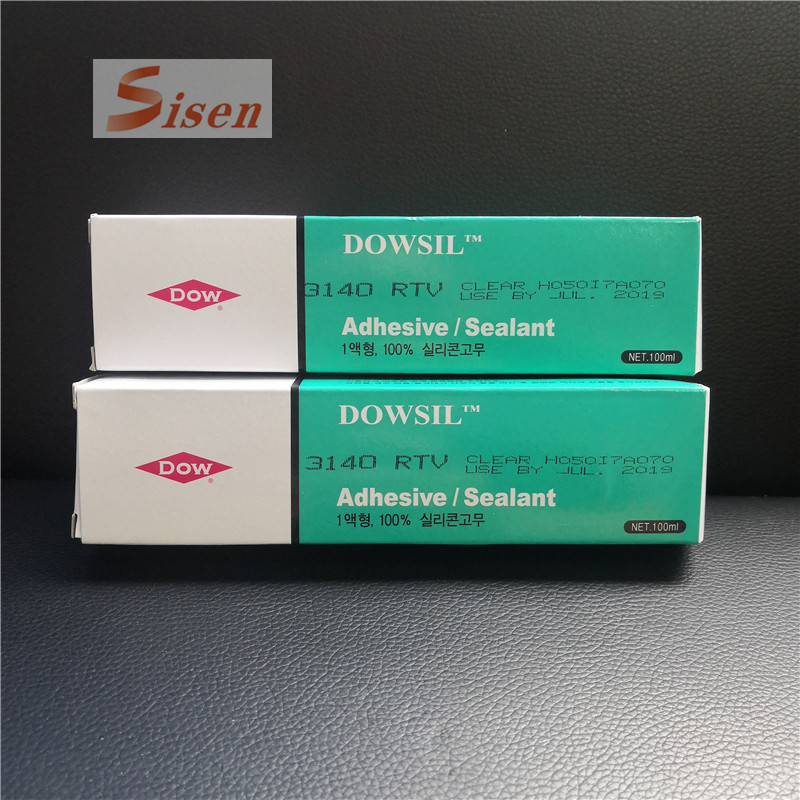 Sisen
DOWSIL™
DOW
3140 RTV CLEAR H050I7A070
USE BY JUL. 2019
Adhesive / Sealant
1액형, 100% 실리콘고무
NET.100ml
DOWSIL™
DOW
3140 RTV CLEAR H050I7A070
USE BY JUL. 2019
Adhesive / Sealant
1액형, 100% 실리콘고무
NET.100ml